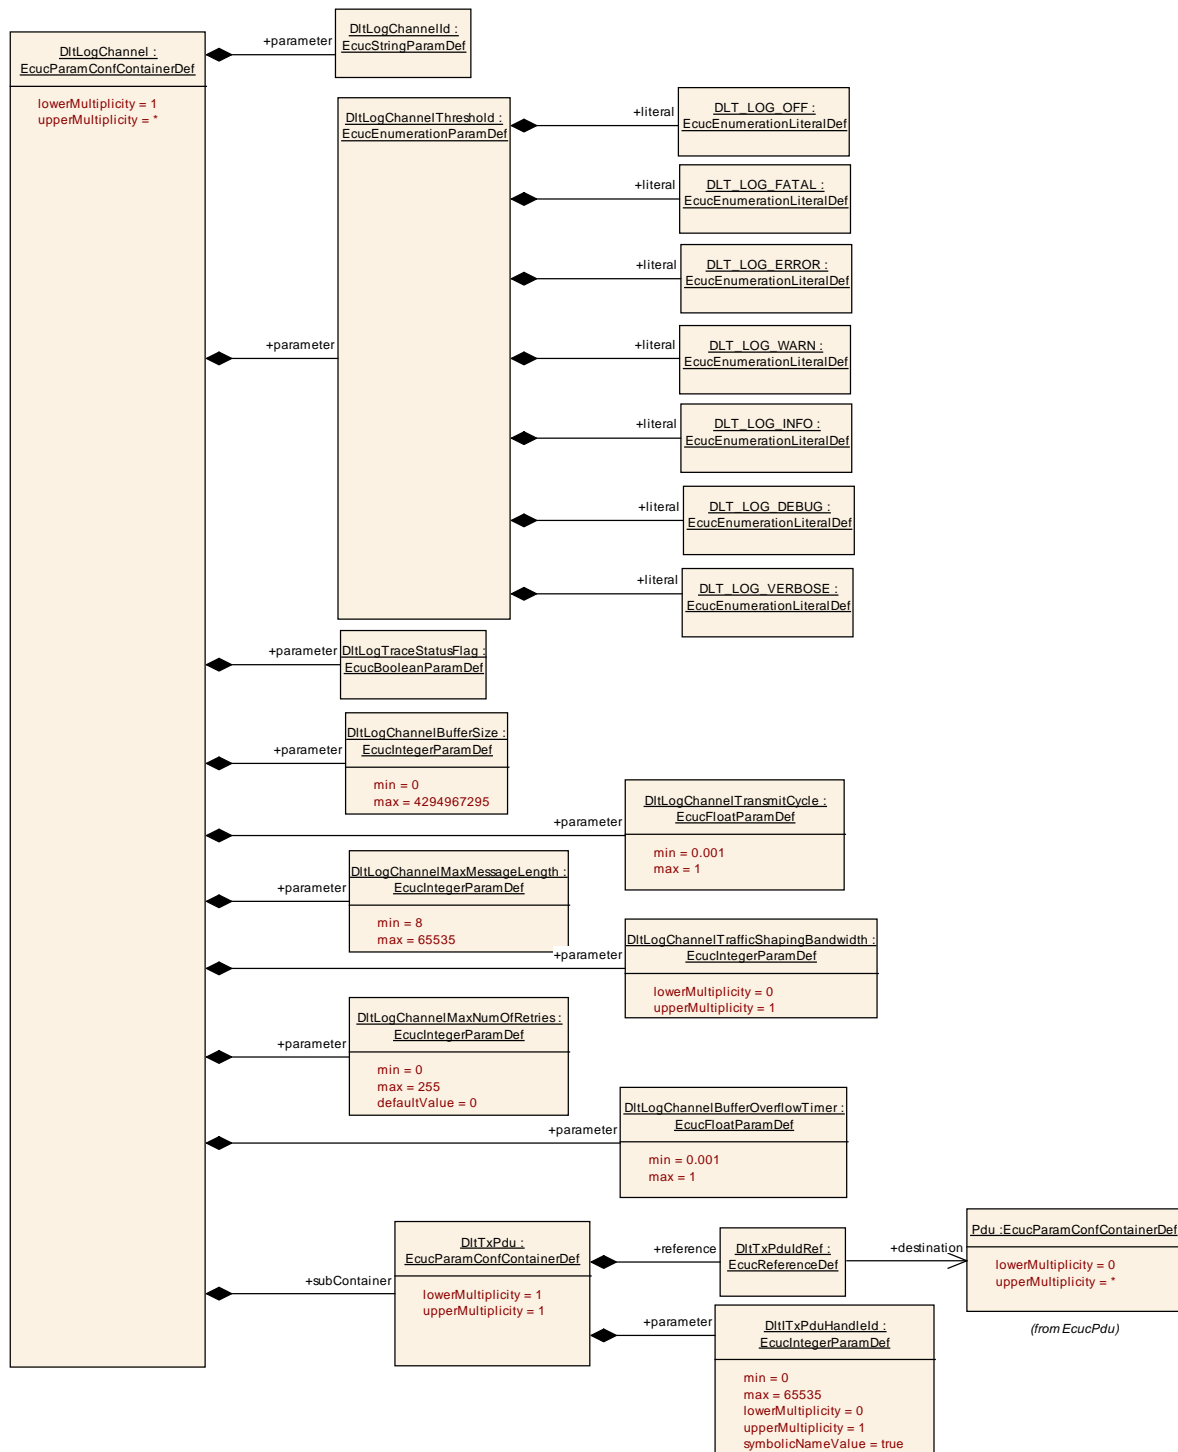 DltLogChannel :
EcucParamConfContainerDef
lowerMultiplicity = 1
upperMultiplicity = *
+parameter
DltLogChannelId :
EcucStringParamDef
+parameter
DltLogChannelThreshold :
EcucEnumerationParamDef
+literal
DLT_LOG_OFF :
EcucEnumerationLiteralDef
+literal
DLT_LOG_FATAL :
EcucEnumerationLiteralDef
+literal
DLT_LOG_ERROR :
EcucEnumerationLiteralDef
+literal
DLT_LOG_WARN :
EcucEnumerationLiteralDef
+literal
DLT_LOG_INFO :
EcucEnumerationLiteralDef
+literal
DLT_LOG_DEBUG :
EcucEnumerationLiteralDef
+literal
DLT_LOG_VERBOSE :
EcucEnumerationLiteralDef
+parameter
DltLogTraceStatusFlag :
EcucBooleanParamDef
+parameter
DltLogChannelBufferSize :
EcucIntegerParamDef
min = 0
max = 4294967295
+parameter
DltLogChannelTransmitCycle :
EcucFloatParamDef
min = 0.001
max = 1
+parameter
DltLogChannelMaxMessageLength :
EcucIntegerParamDef
min = 8
max = 65535
+parameter
DltLogChannelTrafficShapingBandwidth :
EcucIntegerParamDef
lowerMultiplicity = 0
upperMultiplicity = 1
+parameter
DltLogChannelMaxNumOfRetries :
EcucIntegerParamDef
min = 0
max = 255
defaultValue = 0
+parameter
DltLogChannelBufferOverflowTimer :
EcucFloatParamDef
min = 0.001
max = 1
+subContainer
DltTxPdu :
EcucParamConfContainerDef
lowerMultiplicity = 1
upperMultiplicity = 1
+reference
DltTxPduIdRef :
EcucReferenceDef
+destination
Pdu :EcucParamConfContainerDef
lowerMultiplicity = 0
upperMultiplicity = *
(from EcucPdu)
+parameter
DltITxPduHandleId :
EcucIntegerParamDef
min = 0
max = 65535
lowerMultiplicity = 0
upperMultiplicity = 1
symbolicNameValue = true